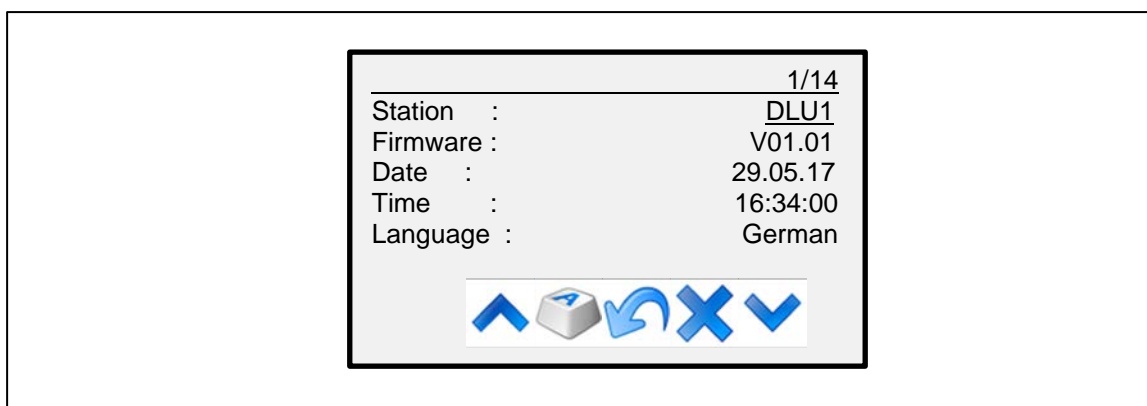 1/14
Station : DLU1
Firmware : V01.01
Date : 29.05.17
Time : 16:34:00
Language : German
A